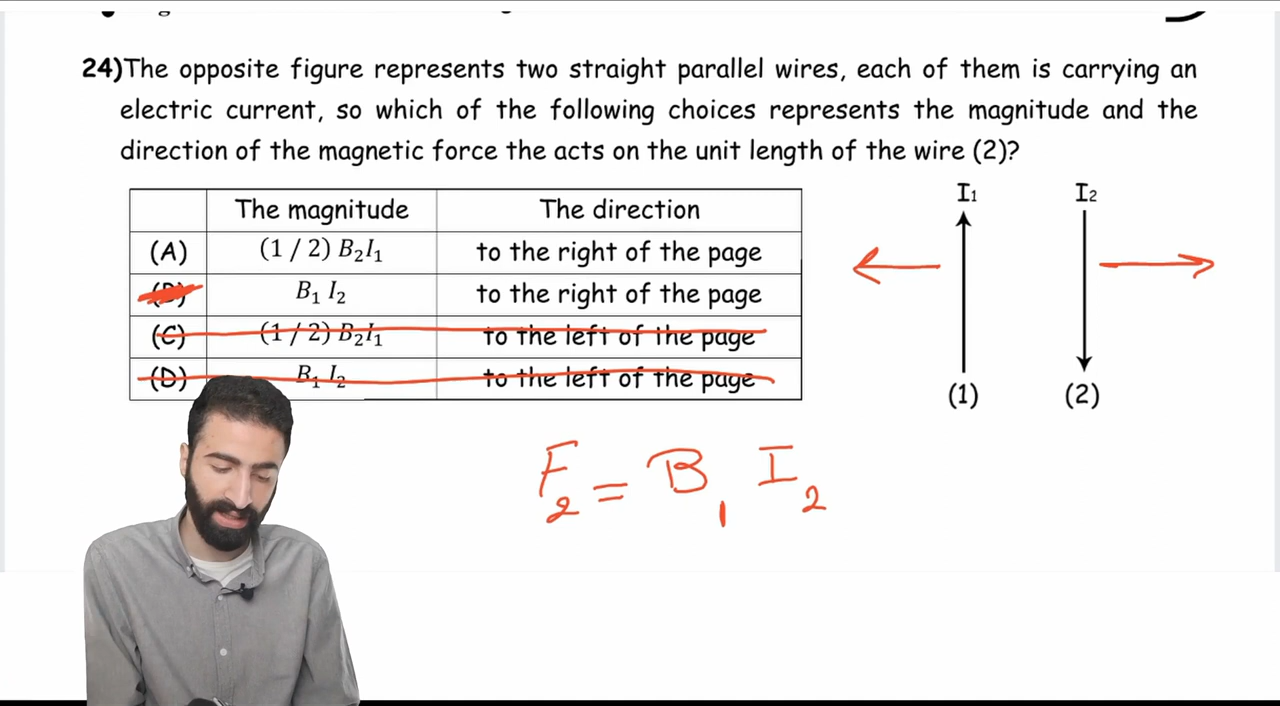 24)The opposite figure represents two straight parallel wires, each of them is carrying an
electric current, so which of the following choices represents the magnitude and the
direction of the magnetic force the acts on the unit length of the wire (2)?
The magnitude The direction
(A) (1 / 2) B₂I₁ to the right of the page
(B) B₁ I₂ to the right of the page
(C) (1 / 2) B₂I₁ to the left of the page
(D) B₁ I₂ to the left of the page
I₁ I₂
(1) (2)
F₂ = B₁ I₂